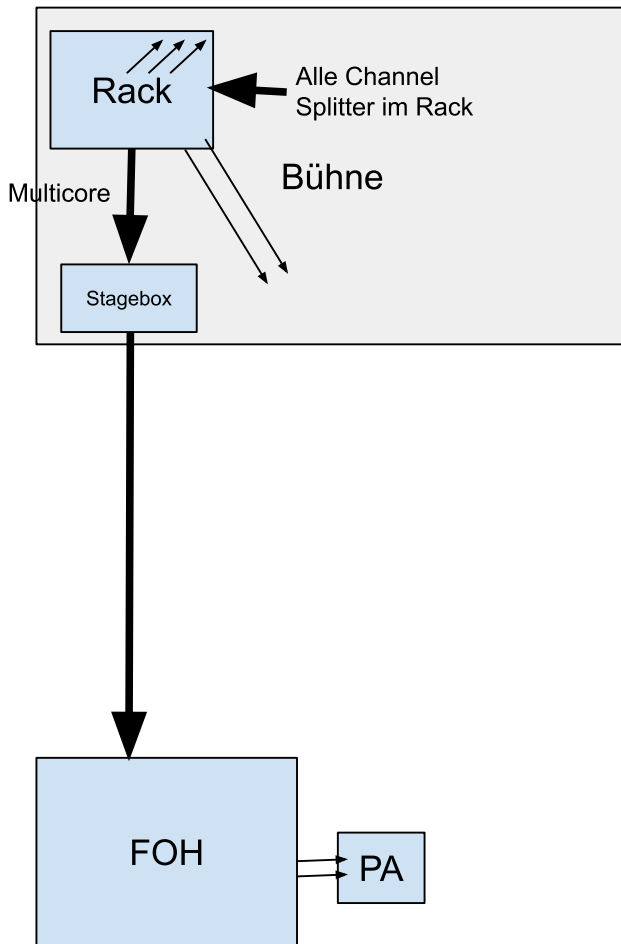 Rack
Alle Channel
Splitter im Rack
Bühne
Multicore
Stagebox
FOH
PA